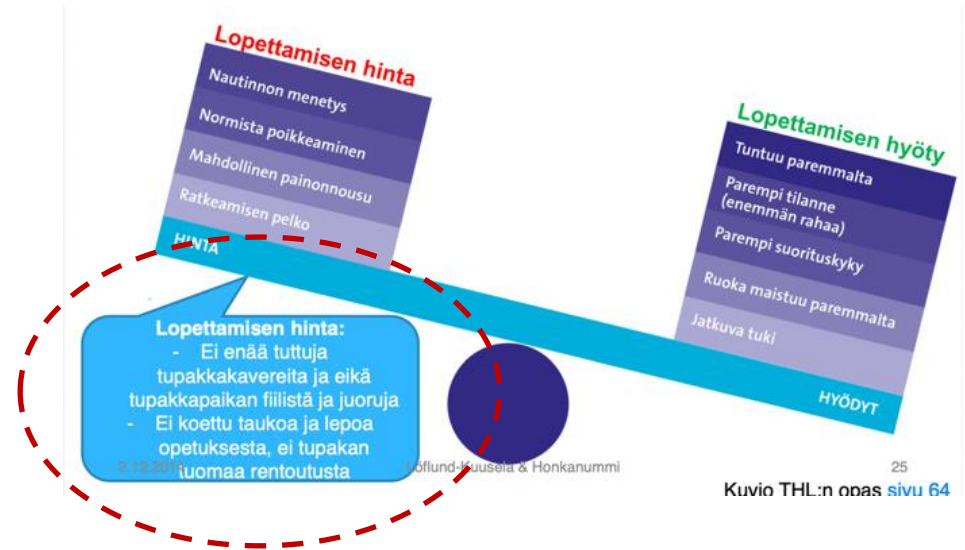 Lopettamisen hinta
Nautinnon menetys
Normista poikkeaminen
Mahdollinen painonnousu
Ratkeamisen pelko
HINTA
Lopettamisen hyöty
Tuntuu paremmalta
Parempi tilanne
(enemmän rahaa)
Parempi suorituskyky
Ruoka maistuu paremmalta
Jatkuva tuki
HYÖDYT
Lopettamisen hinta:
- Ei enää tuttuja
tupakkakavereita ja eikä
tupakkapaikan fiilistä ja juoruja
- Ei koettu taukoa ja lepoa
opetuksesta, ei tupakan
tuomaa rentoutusta
Löflund-Kuusela & Honkanummi
25
Kuvio THL:n opas sivu 64